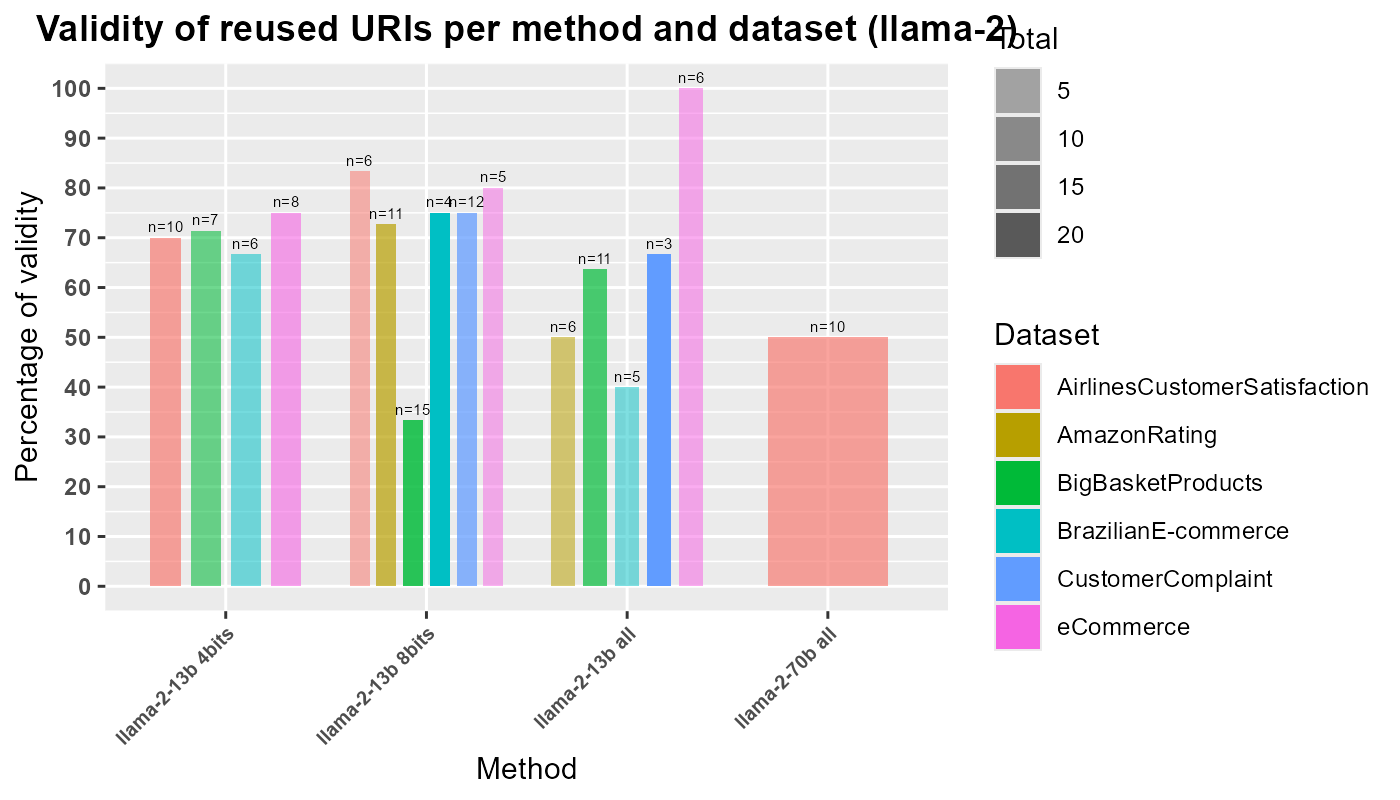 Validity of reused URIs per method and dataset (llama-2)
Total
5
10
15
20
Dataset
AirlinesCustomerSatisfaction
AmazonRating
BigBasketProducts
BrazilianE-commerce
CustomerComplaint
eCommerce
Percentage of validity
100
90
80
70
60
50
40
30
20
10
0
n=10
n=7
n=6
n=8
n=6
n=11
n=15
n=4
n=12
n=5
n=6
n=11
n=5
n=3
n=6
n=10
llama-2-13b 4bits
llama-2-13b 8bits
llama-2-13b all
llama-2-70b all
Method